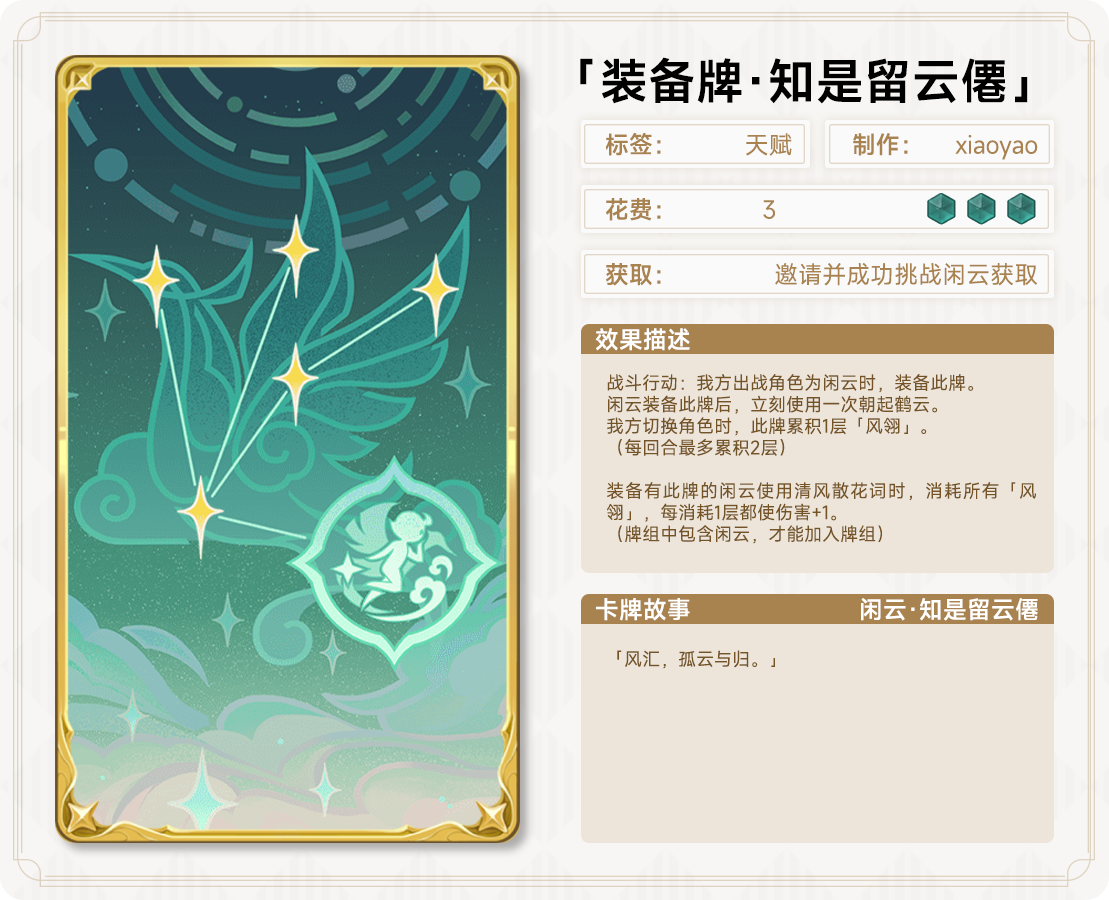 「装备牌·知是留云僊」
标签： 天赋
制作： xiaoyao
花费： 3
获取： 邀请并成功挑战闲云获取
效果描述
战斗行动：我方出战角色为闲云时，装备此牌。
闲云装备此牌后，立刻使用一次朝起鹤云。
我方切换角色时，此牌累积1层「风翎」。
（每回合最多累积2层）
装备有此牌的闲云使用清风散花词时，消耗所有「风
翎」，每消耗1层都使伤害+1。
（牌组中包含闲云，才能加入牌组）
卡牌故事 闲云·知是留云僊
「风汇，孤云与归。」